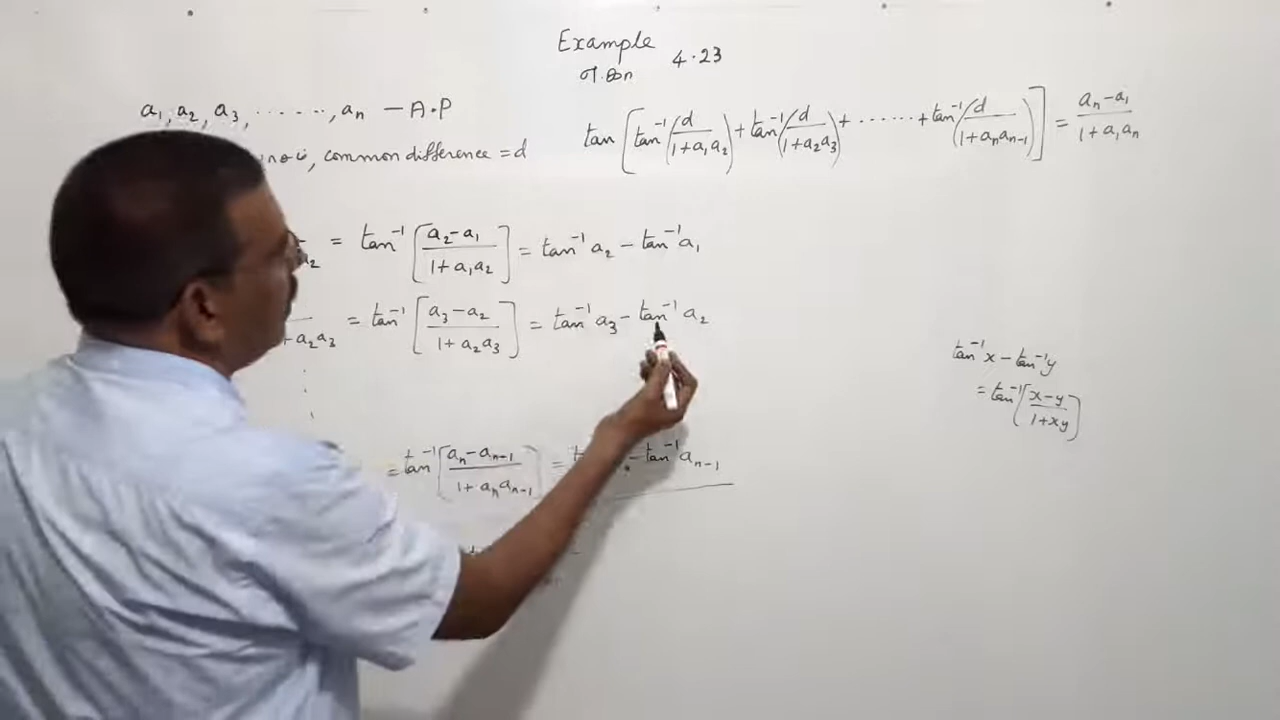 Example
எ.கா 4.23
a₁, a₂, a₃, ......, aₙ – A.P
common difference = d
tan [tan⁻¹(d/(1+a₁a₂)) + tan⁻¹(d/(1+a₂a₃)) + ...... + tan⁻¹(d/(1+aₙaₙ₋₁))] = (aₙ–a₁)/(1+a₁aₙ)
= tan⁻¹[(a₂–a₁)/(1+a₁a₂)] = tan⁻¹a₂ – tan⁻¹a₁
+a₂a₃ = tan⁻¹[(a₃–a₂)/(1+a₂a₃)] = tan⁻¹a₃ – tan⁻¹a₂
tan⁻¹x – tan⁻¹y
= tan⁻¹[(x–y)/(1+xy)]
= tan⁻¹[(aₙ–aₙ₋₁)/(1+aₙaₙ₋₁)] = – tan⁻¹aₙ₋₁